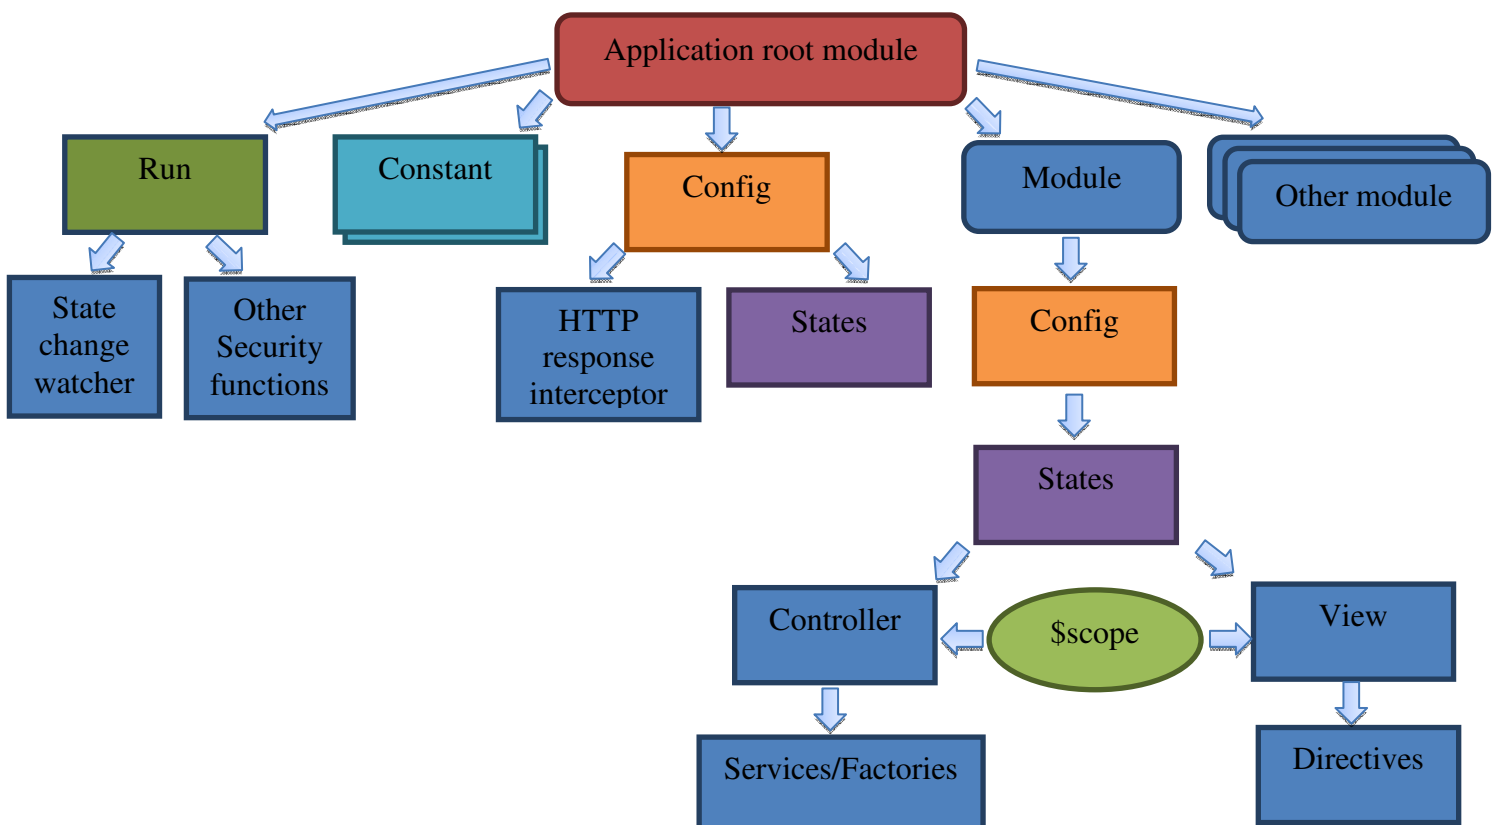 Application root module
Run
Constant
Config
Module
Other module
State
change
watcher
Other
Security
functions
HTTP
response
interceptor
States
Config
States
Controller
$scope
View
Services/Factories
Directives